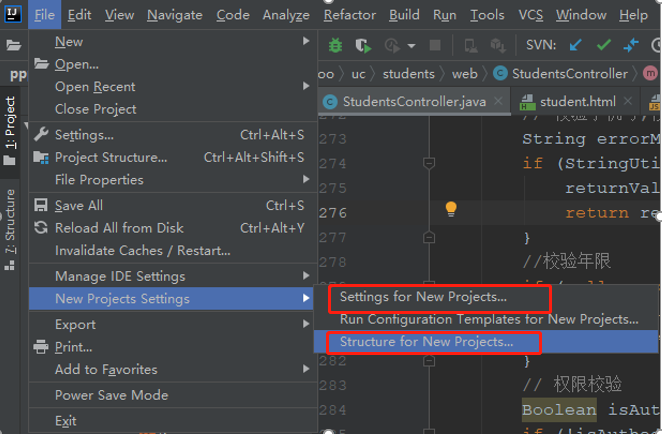 File Edit View Navigate Code Analyze Refactor Build Run Tools VCS Window Help
SVN:
pp
oo uc students web StudentsController m
StudentsController.java student.html
New
Open...
Open Recent
Close Project
Settings... Ctrl+Alt+S
Project Structure... Ctrl+Alt+Shift+S
File Properties
Save All Ctrl+S
Reload All from Disk Ctrl+Alt+Y
Invalidate Caches / Restart...
Manage IDE Settings
New Projects Settings
Export
Print...
Add to Favorites
Power Save Mode
Exit
Settings for New Projects...
Run Configuration Templates for New Projects...
Structure for New Projects...
1: Project
7: Structure
273 String errorM
274 if (StringUti
275 returnVal
276 return re
277 }
278 //校验年限
282 }
283 // 权限校验
284 Boolean isAut